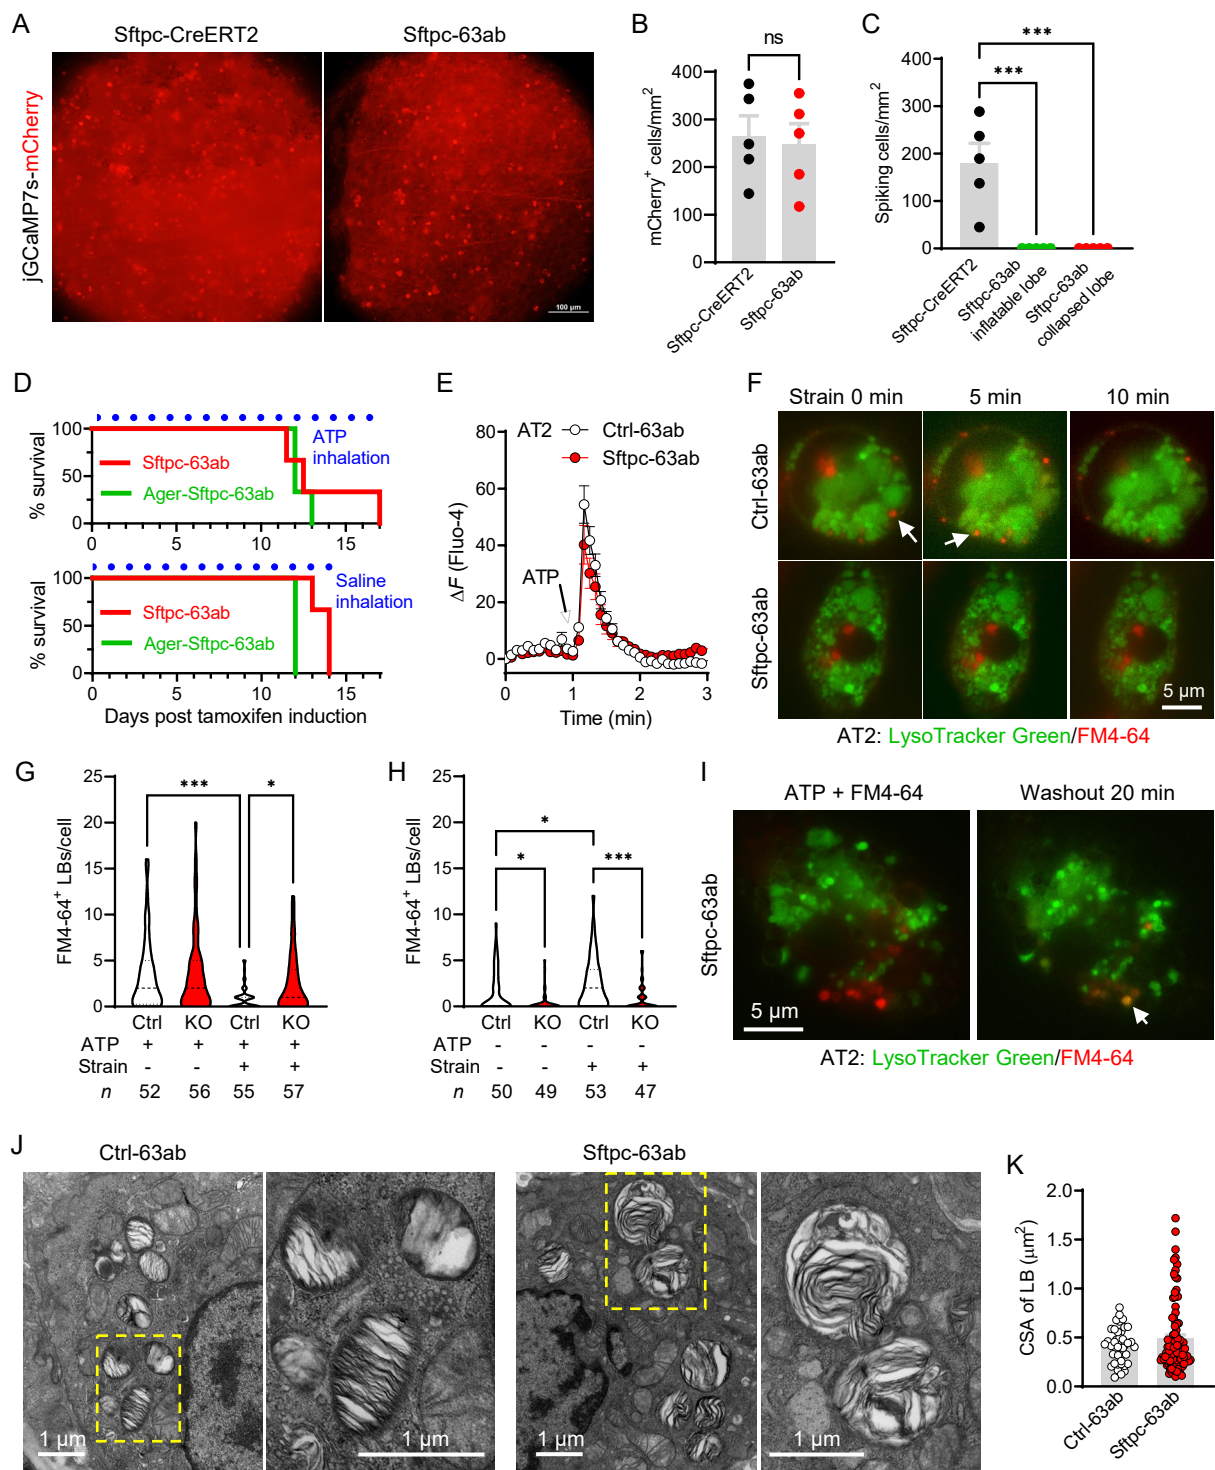 A
Sftpc-CreERT2
Sftpc-63ab
jGCaMP7s-mCherry
100 µm
B
ns
mCherry⁺ cells/mm²
400
300
200
100
0
Sftpc-CreERT2
Sftpc-63ab
C
***
***
Spiking cells/mm²
400
300
200
100
0
Sftpc-CreERT2
Sftpc-63ab
inflatable lobe
Sftpc-63ab
collapsed lobe
D
% survival
100
50
0
ATP
inhalation
Sftpc-63ab
Ager-Sftpc-63ab
0 5 10 15
% survival
100
50
0
Saline
inhalation
Sftpc-63ab
Ager-Sftpc-63ab
0 5 10 15
Days post tamoxifen induction
E
80
60
40
20
0
ΔF (Fluo-4)
AT2
Ctrl-63ab
Sftpc-63ab
ATP
0 1 2 3
Time (min)
F
Strain 0 min
5 min
10 min
Ctrl-63ab
Sftpc-63ab
5 µm
AT2: LysoTracker Green/FM4-64
G
FM4-64⁺ LBs/cell
25
20
15
10
5
0
***
*
Ctrl KO Ctrl KO
ATP + + + +
Strain - - + +
n 52 56 55 57
H
FM4-64⁺ LBs/cell
25
20
15
10
5
0
*
*
***
Ctrl KO Ctrl KO
ATP - - - -
Strain - - + +
n 50 49 53 47
I
ATP + FM4-64
Washout 20 min
Sftpc-63ab
5 µm
AT2: LysoTracker Green/FM4-64
J
Ctrl-63ab
Sftpc-63ab
1 µm
1 µm
1 µm
1 µm
K
CSA of LB (µm²)
2.0
1.5
1.0
0.5
0.0
Ctrl-63ab
Sftpc-63ab